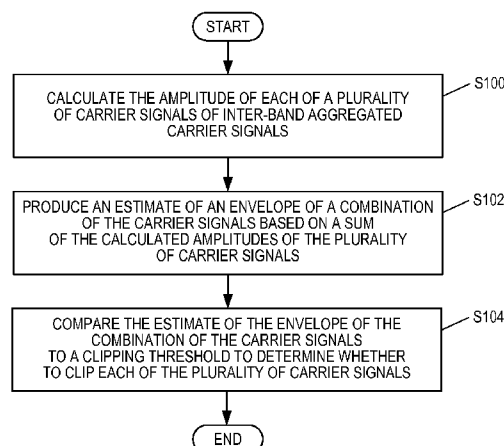 START
S100
CALCULATE THE AMPLITUDE OF EACH OF A PLURALITY
OF CARRIER SIGNALS OF INTER-BAND AGGREGATED
CARRIER SIGNALS
S102
PRODUCE AN ESTIMATE OF AN ENVELOPE OF A COMBINATION
OF THE CARRIER SIGNALS BASED ON A SUM
OF THE CALCULATED AMPLITUDES OF THE PLURALITY
OF CARRIER SIGNALS
S104
COMPARE THE ESTIMATE OF THE ENVELOPE OF THE
COMBINATION OF THE CARRIER SIGNALS
TO A CLIPPING THRESHOLD TO DETERMINE WHETHER
TO CLIP EACH OF THE PLURALITY OF CARRIER SIGNALS
END